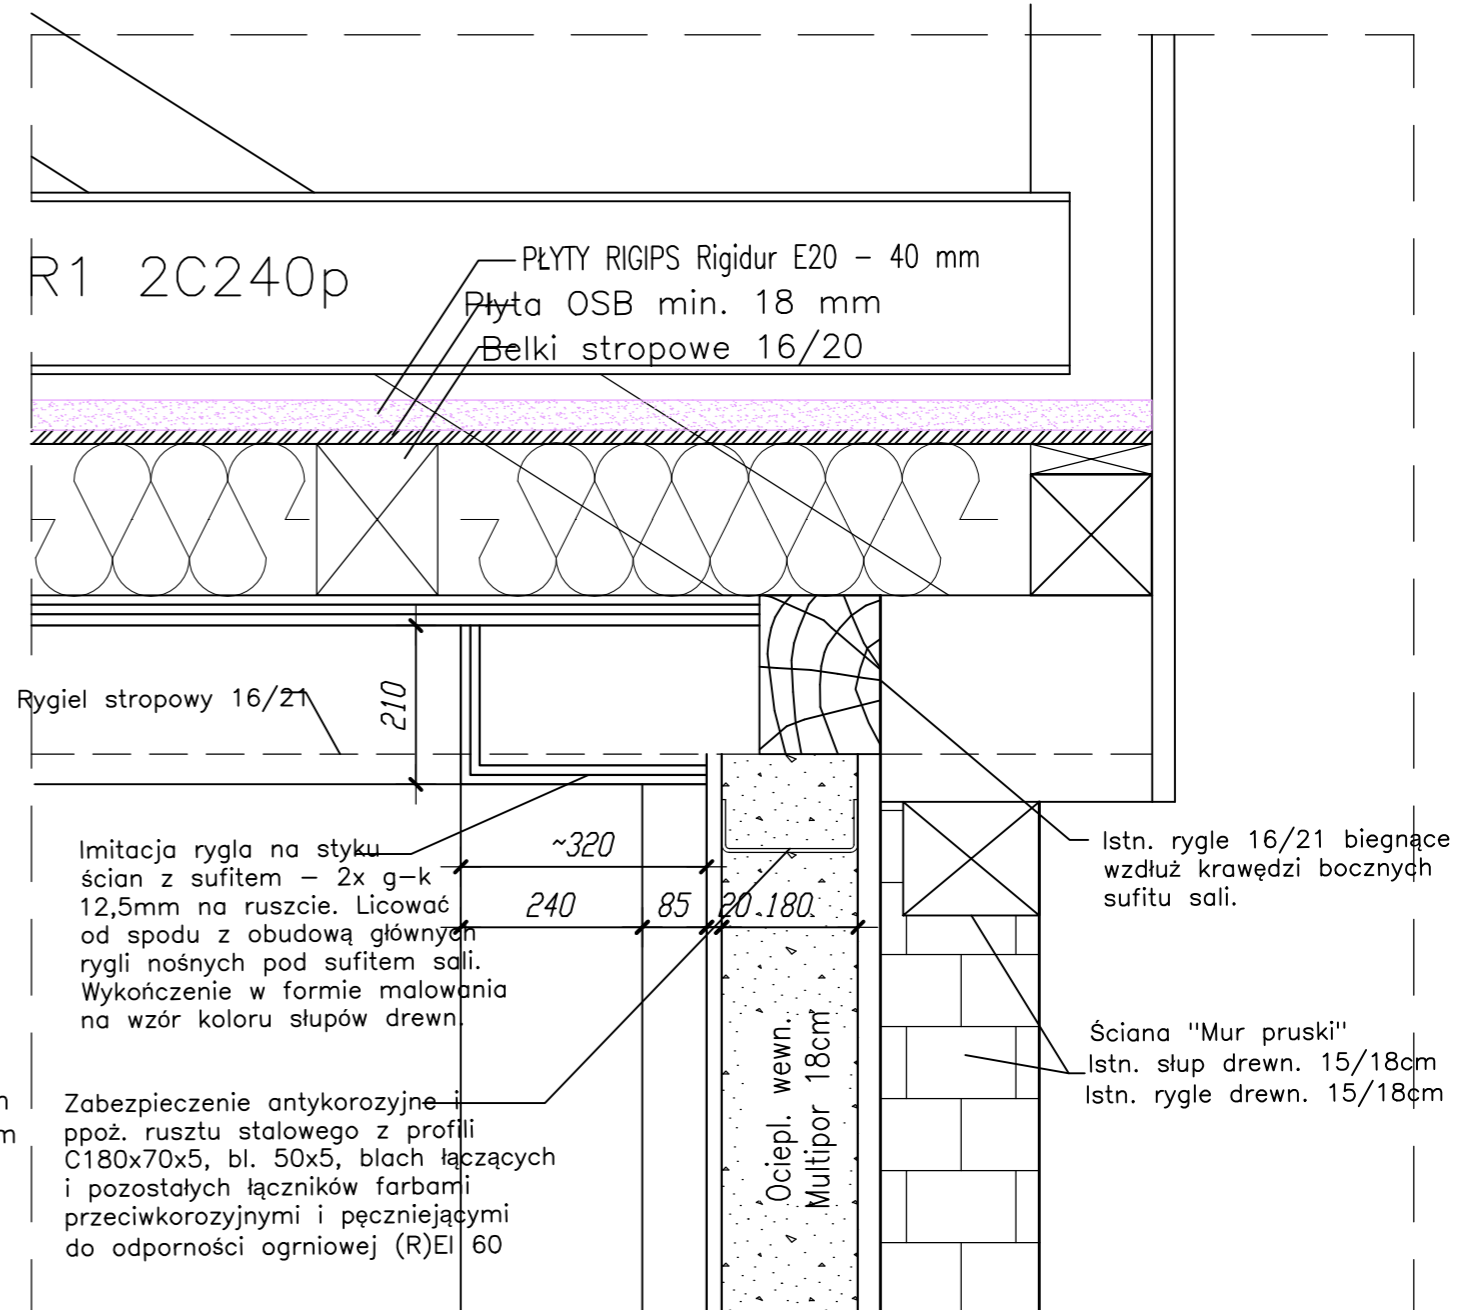 R1 2C240p
PŁYTY RIGIPS Rigidur E20 – 40 mm
Płyta OSB min. 18 mm
Belki stropowe 16/20
Rygiel stropowy 16/21
210
Imitacja rygla na styku
ścian z sufitem – 2x g–k
12,5mm na ruszcie. Licować
od spodu z obudową głównych
rygli nośnych pod sufitem sali.
Wykończenie w formie malowania
na wzór koloru słupów drewn.
~320
240 85 20 180
Istn. rygle 16/21 biegnące
wzdłuż krawędzi bocznych
sufitu sali.
Ściana "Mur pruski"
Istn. słup drewn. 15/18cm
Istn. rygle drewn. 15/18cm
Ociepl. wewn.
Multipor 18cm
Zabezpieczenie antykorozyjne i
ppoż. rusztu stalowego z profili
C180x70x5, bl. 50x5, blach łączących
i pozostałych łączników farbami
przeciwkorozyjnymi i pęczniejącymi
do odporności ogrniowej (R)EI 60